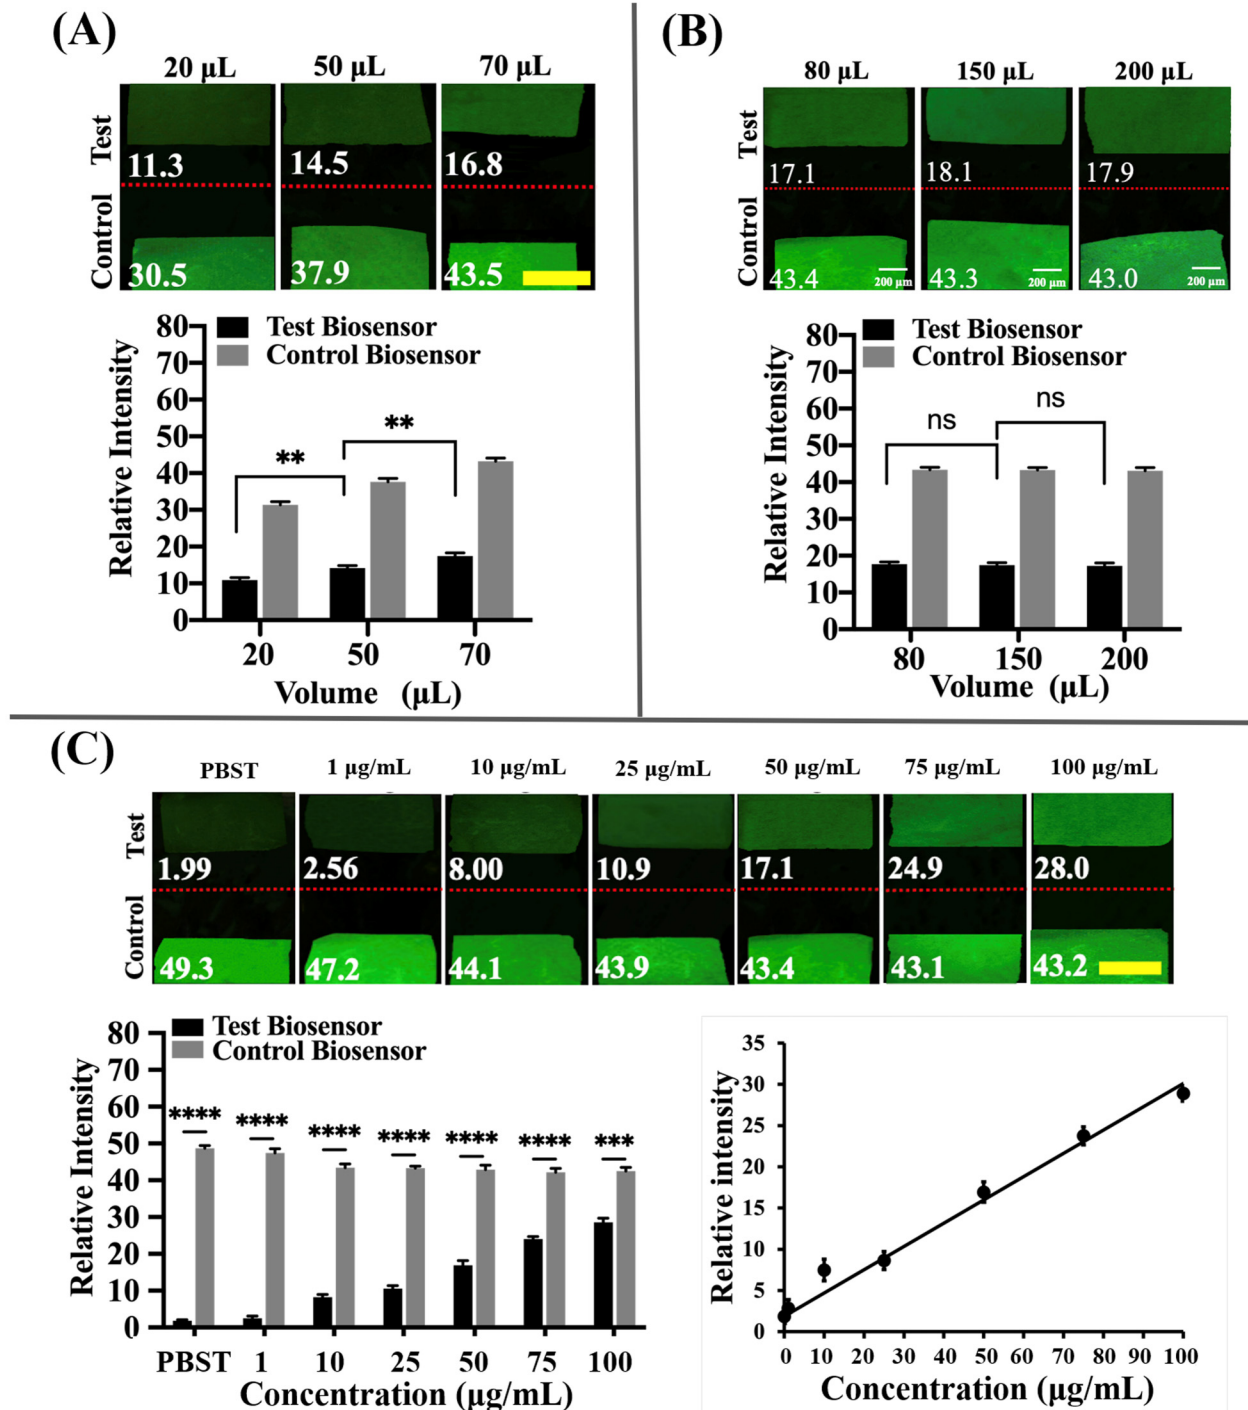 (A)
20 μL 50 μL 70 μL
Test
11.3 14.5 16.8
Control
30.5 37.9 43.5
80
70
60
50
40
30
20
10
0
Relative Intensity
Test Biosensor
Control Biosensor
** **
20 50 70
Volume (μL)
(B)
80 μL 150 μL 200 μL
Test
17.1 18.1 17.9
Control
43.4 200 μm 43.3 200 μm 43.0 200 μm
80
70
60
50
40
30
20
10
0
Relative Intensity
Test Biosensor
Control Biosensor
ns ns
80 150 200
Volume (μL)
(C)
PBST 1 μg/mL 10 μg/mL 25 μg/mL 50 μg/mL 75 μg/mL 100 μg/mL
Test
1.99 2.56 8.00 10.9 17.1 24.9 28.0
Control
49.3 47.2 44.1 43.9 43.4 43.1 43.2
80
70
60
50
40
30
20
10
0
Relative Intensity
Test Biosensor
Control Biosensor
**** **** **** **** **** **** ***
PBST 1 10 25 50 75 100
Concentration (μg/mL)
35
30
25
20
15
10
5
0
Relative intensity
0 10 20 30 40 50 60 70 80 90 100
Concentration (μg/mL)